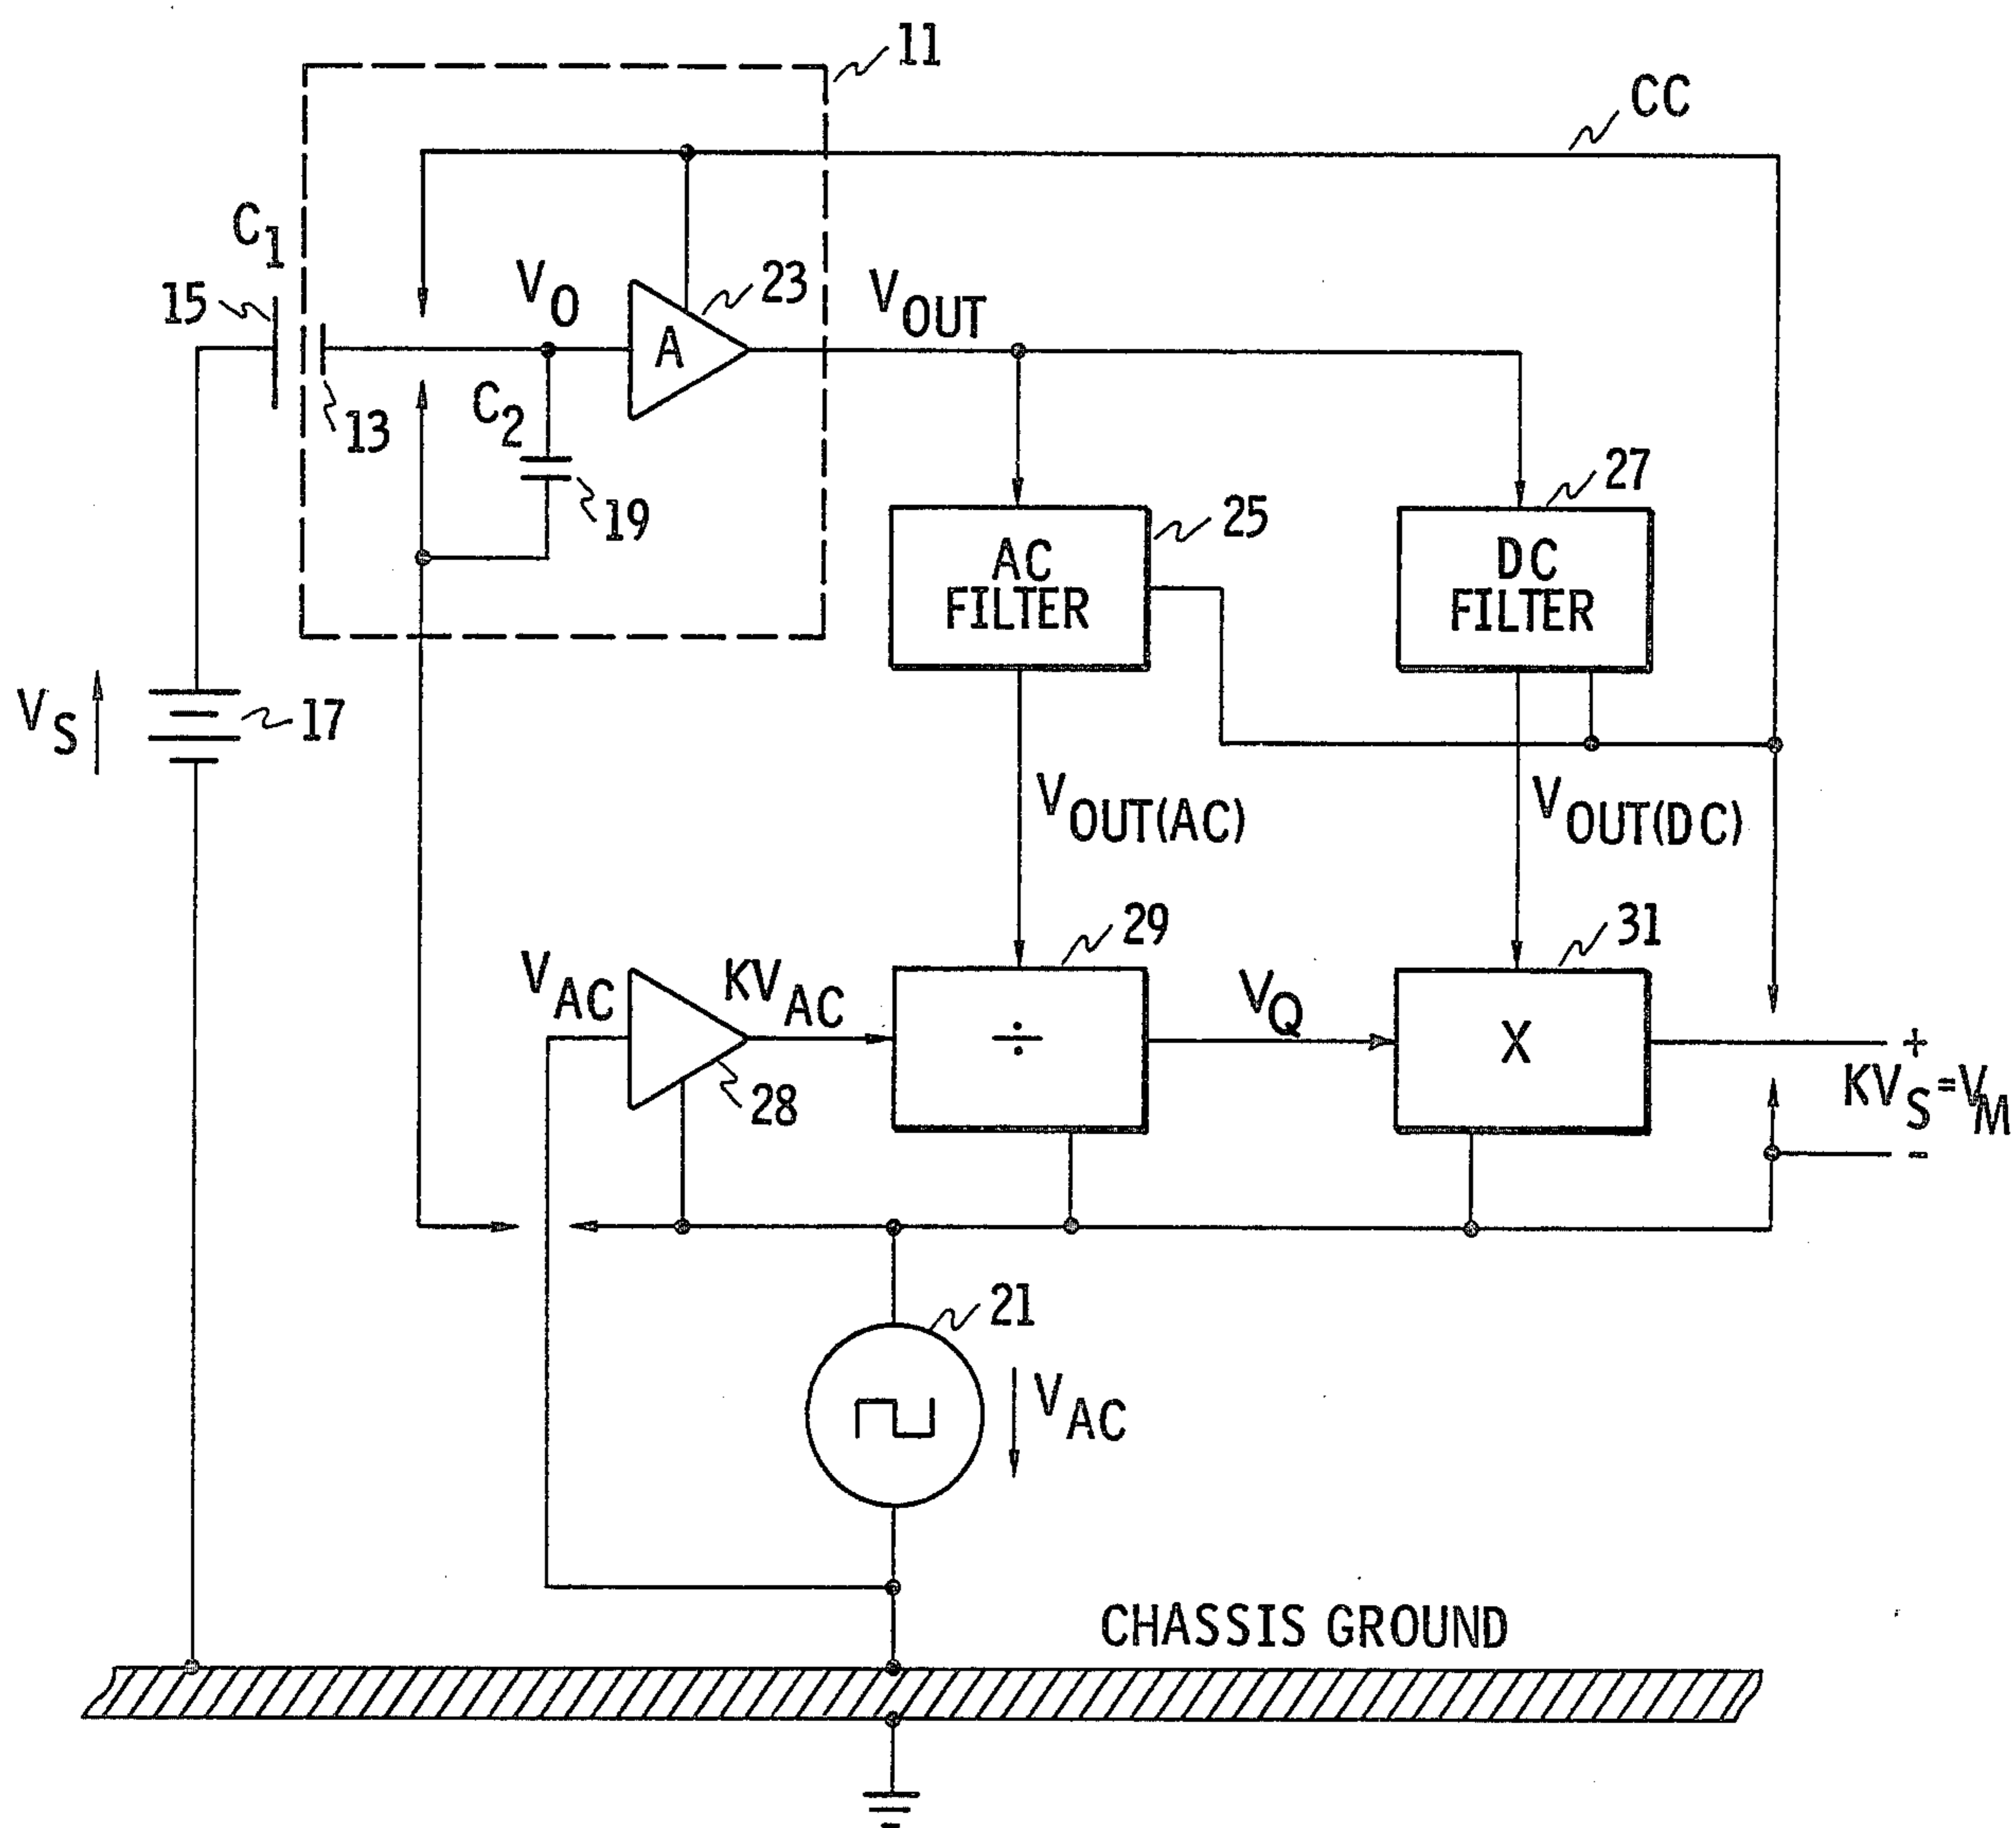 11
CC
C1
15
VO
23
VOUT
A
13
C2
19
27
25
AC
FILTER
DC
FILTER
VS
17
VOUT(AC)
VOUT(DC)
29
31
VAC
KVAC
÷
VQ
X
+
KVS=VM
-
28
21
VAC
CHASSIS GROUND